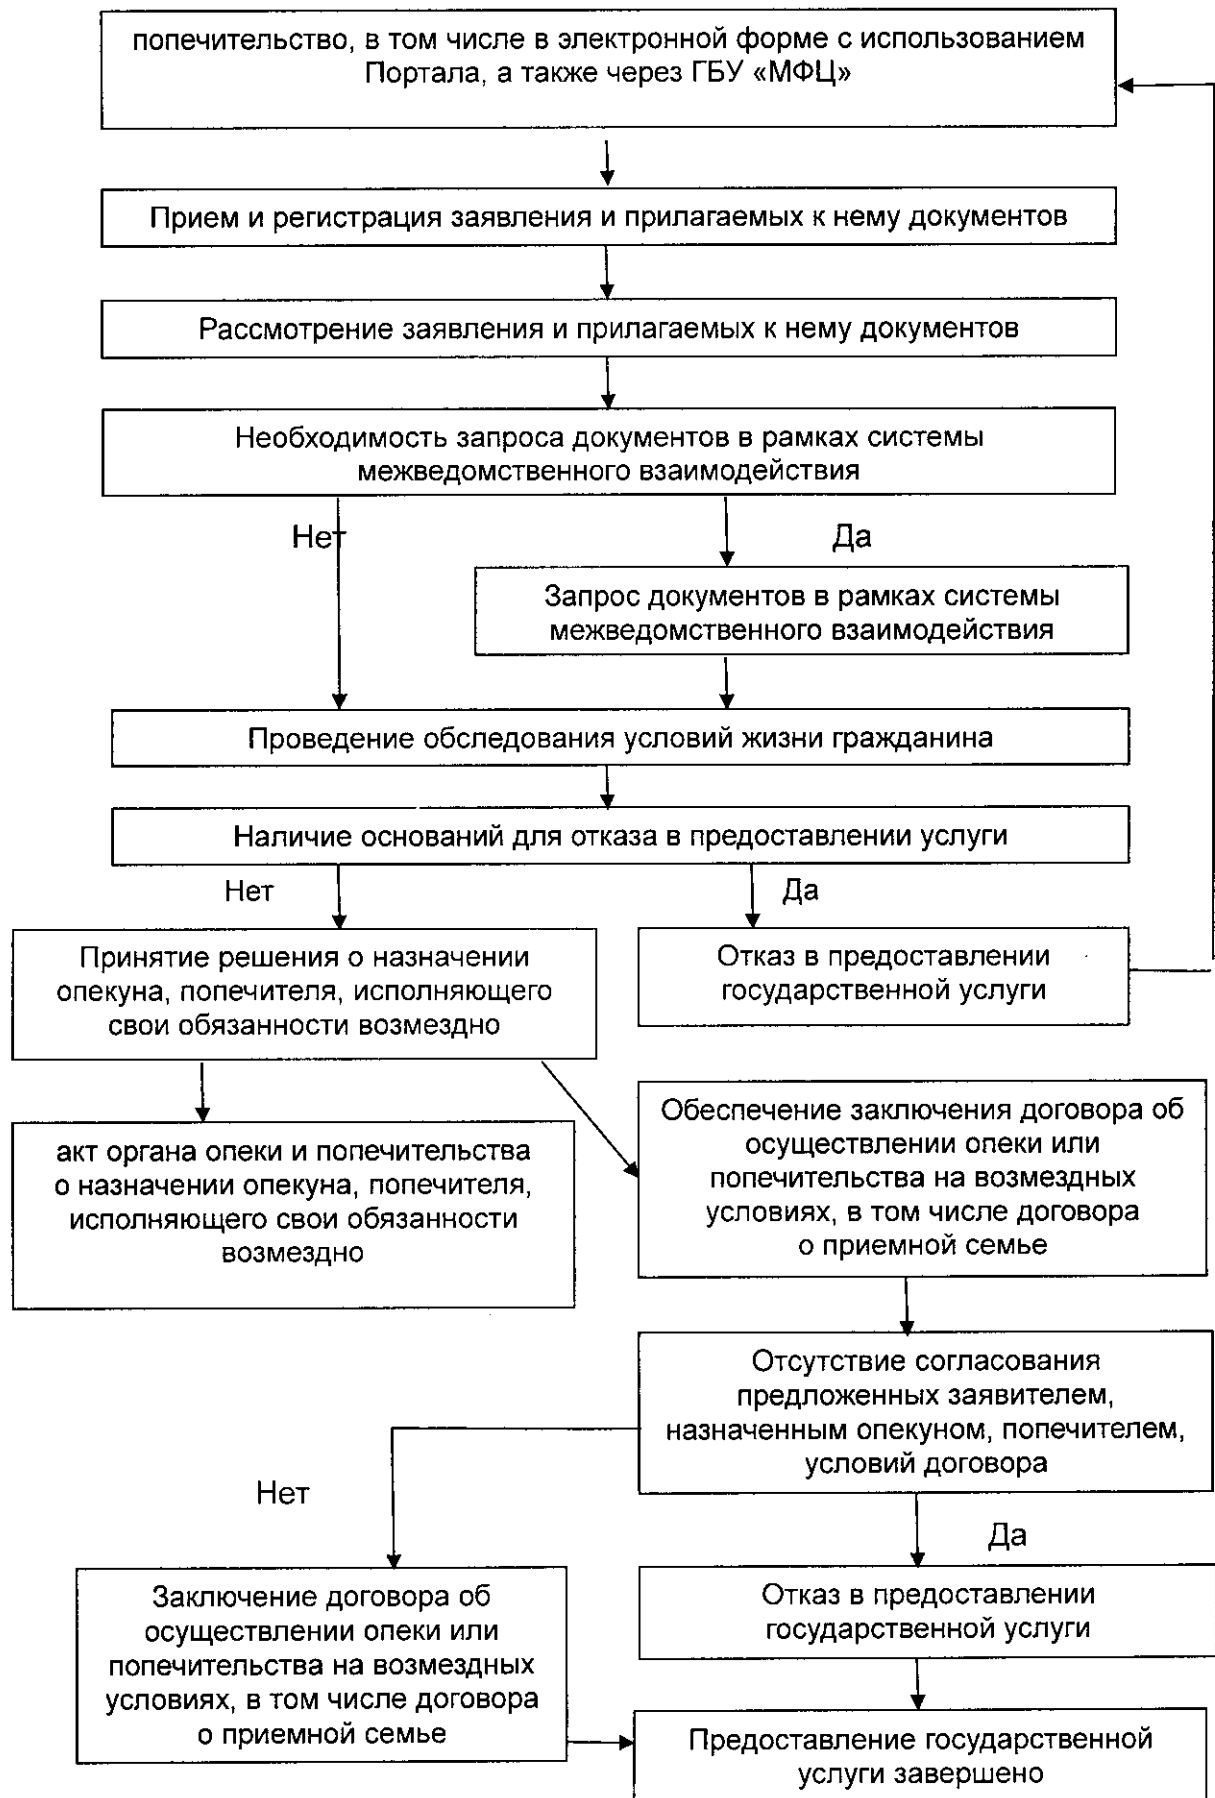 попечительство, в том числе в электронной форме с использованием
Портала, а также через ГБУ «МФЦ»
Прием и регистрация заявления и прилагаемых к нему документов
Рассмотрение заявления и прилагаемых к нему документов
Необходимость запроса документов в рамках системы
межведомственного взаимодействия
Нет
Да
Запрос документов в рамках системы
межведомственного взаимодействия
Проведение обследования условий жизни гражданина
Наличие оснований для отказа в предоставлении услуги
Нет
Да
Принятие решения о назначении
опекуна, попечителя, исполняющего
свои обязанности возмездно
Отказ в предоставлении
государственной услуги
акт органа опеки и попечительства
о назначении опекуна, попечителя,
исполняющего свои обязанности
возмездно
Обеспечение заключения договора об
осуществлении опеки или
попечительства на возмездных
условиях, в том числе договора
о приемной семье
Отсутствие согласования
предложенных заявителем,
назначенным опекуном, попечителем,
условий договора
Нет
Да
Заключение договора об
осуществлении опеки или
попечительства на возмездных
условиях, в том числе договора
о приемной семье
Отказ в предоставлении
государственной услуги
Предоставление государственной
услуги завершено